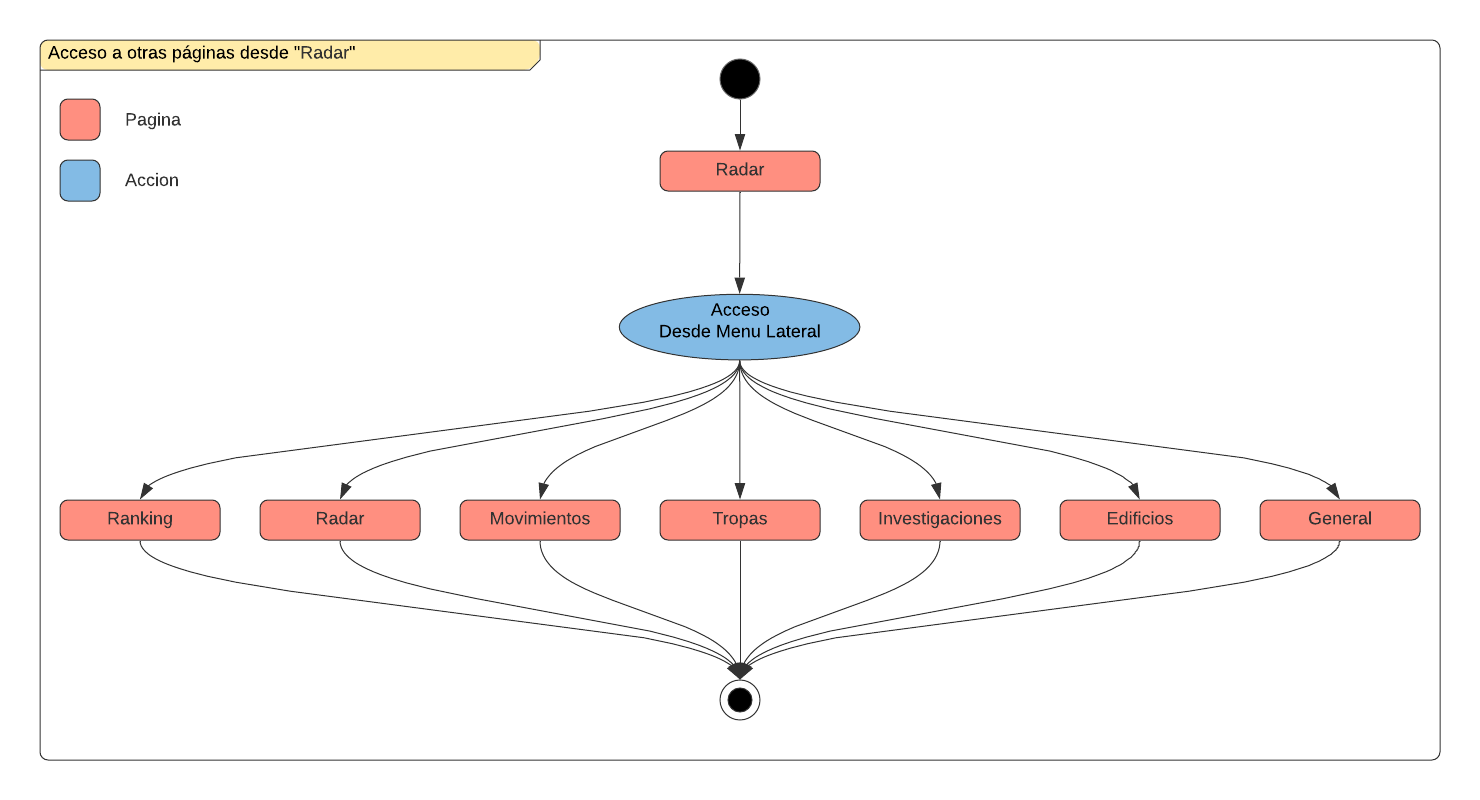 Acceso a otras páginas desde "Radar"
Pagina
Accion
Radar
Acceso
Desde Menu Lateral
Ranking
Radar
Movimientos
Tropas
Investigaciones
Edificios
General